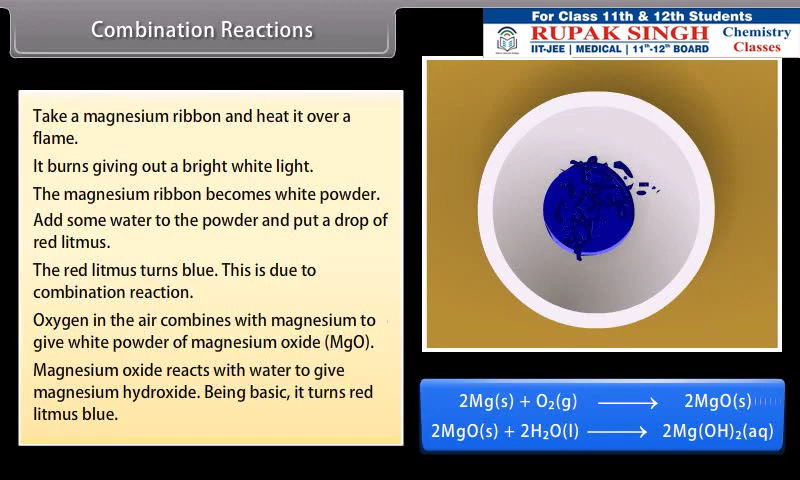 Combination Reactions
For Class 11th & 12th Students
RUPAK SINGH
IIT-JEE | MEDICAL | 11th-12th BOARD
Chemistry
Classes
Take a magnesium ribbon and heat it over a
flame.
It burns giving out a bright white light.
The magnesium ribbon becomes white powder.
Add some water to the powder and put a drop of
red litmus.
The red litmus turns blue. This is due to
combination reaction.
Oxygen in the air combines with magnesium to
give white powder of magnesium oxide (MgO).
Magnesium oxide reacts with water to give
magnesium hydroxide. Being basic, it turns red
litmus blue.
2Mg(s) + O₂(g) ⟶ 2MgO(s)
2MgO(s) + 2H₂O(l) ⟶ 2Mg(OH)₂(aq)